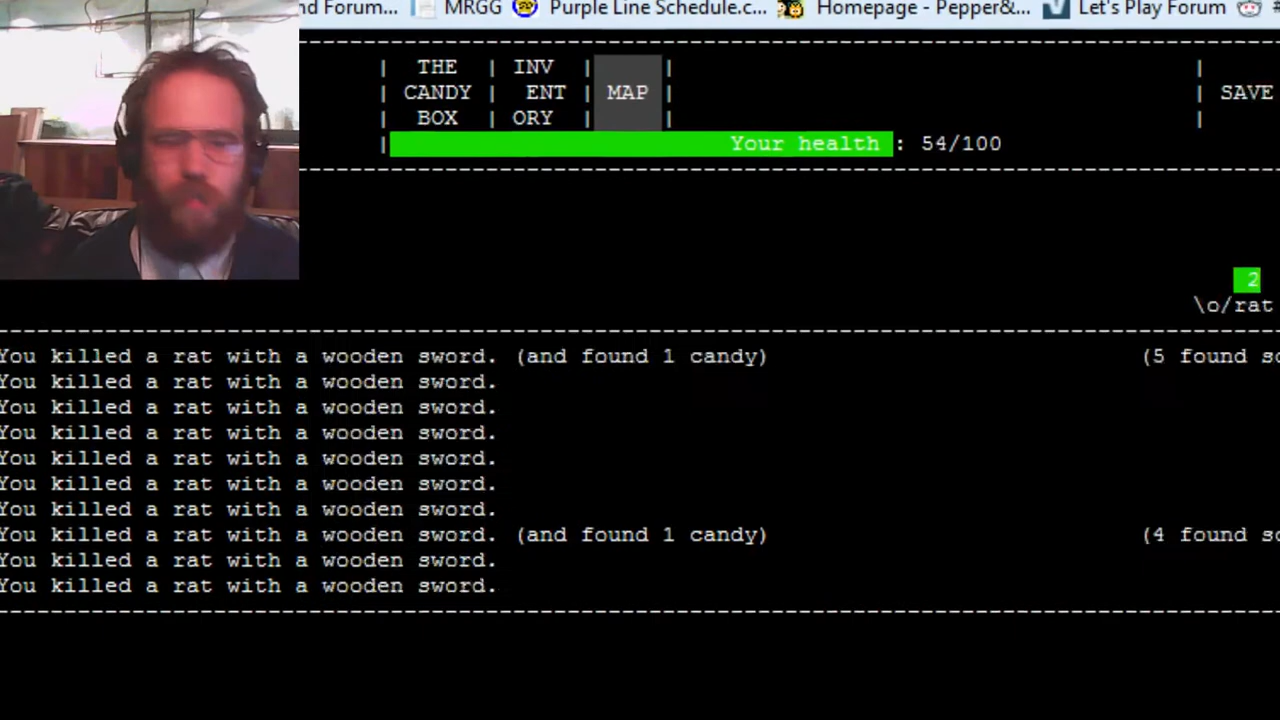 nd Forum... MRGG Purple Line Schedule.c... Homepage - Pepper&... Let's Play Forum
THE INV
CANDY ENT MAP SAVE
BOX ORY
Your health : 54/100
2
\o/rat
You killed a rat with a wooden sword. (and found 1 candy) (5 found so
You killed a rat with a wooden sword.
You killed a rat with a wooden sword.
You killed a rat with a wooden sword.
You killed a rat with a wooden sword.
You killed a rat with a wooden sword.
You killed a rat with a wooden sword.
You killed a rat with a wooden sword. (and found 1 candy) (4 found so
You killed a rat with a wooden sword.
You killed a rat with a wooden sword.